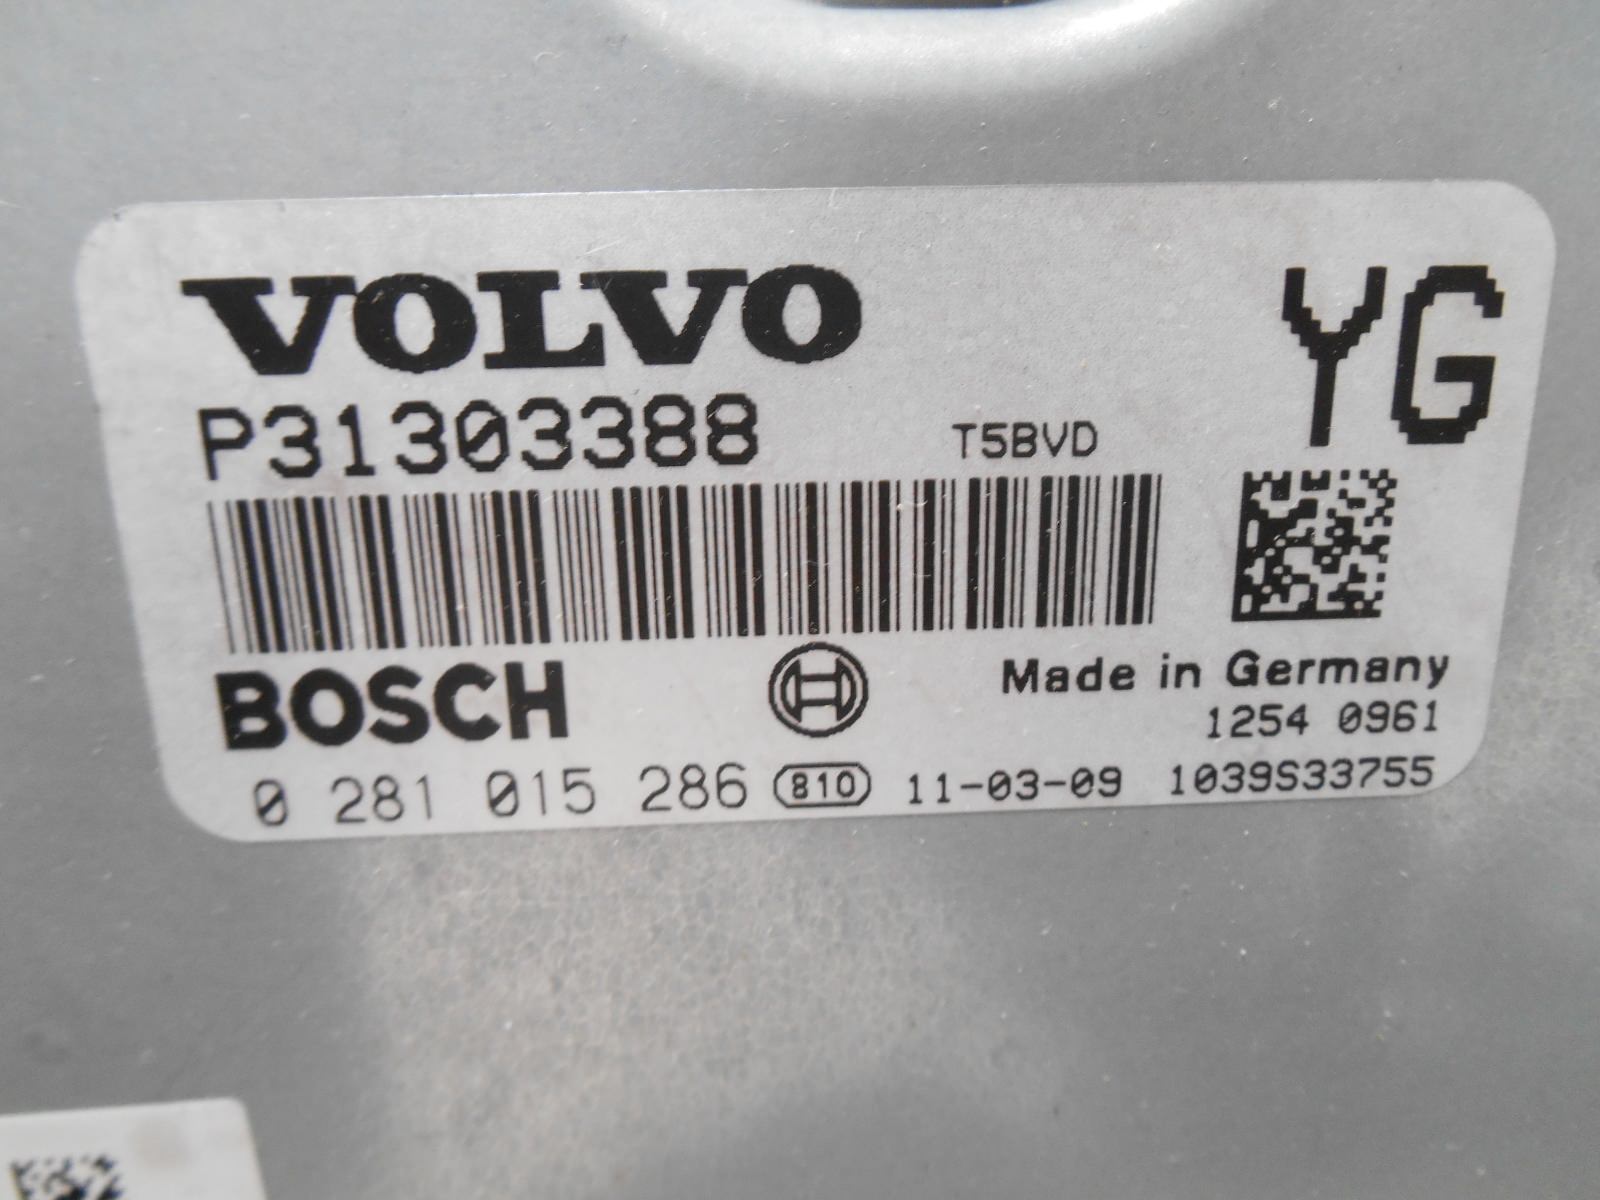 VOLVO
YG
P31303388 T5BVD
BOSCH Made in Germany
1254 0961
0 281 015 286 810 11-03-09 1039S33755